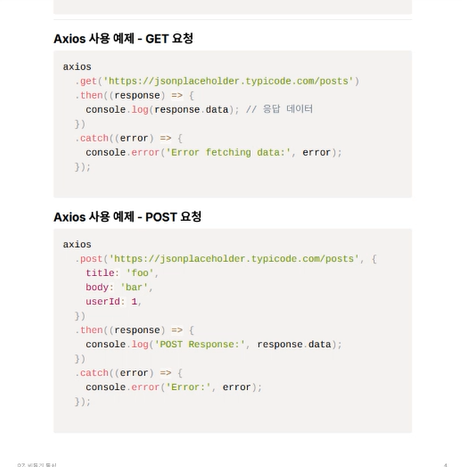 Axios 사용 예제 - GET 요청
axios
  .get('https://jsonplaceholder.typicode.com/posts')
  .then((response) => {
    console.log(response.data); // 응답 데이터
  })
  .catch((error) => {
    console.error('Error fetching data:', error);
  });
Axios 사용 예제 - POST 요청
axios
  .post('https://jsonplaceholder.typicode.com/posts', {
    title: 'foo',
    body: 'bar',
    userId: 1,
  })
  .then((response) => {
    console.log('POST Response:', response.data);
  })
  .catch((error) => {
    console.error('Error:', error);
  });